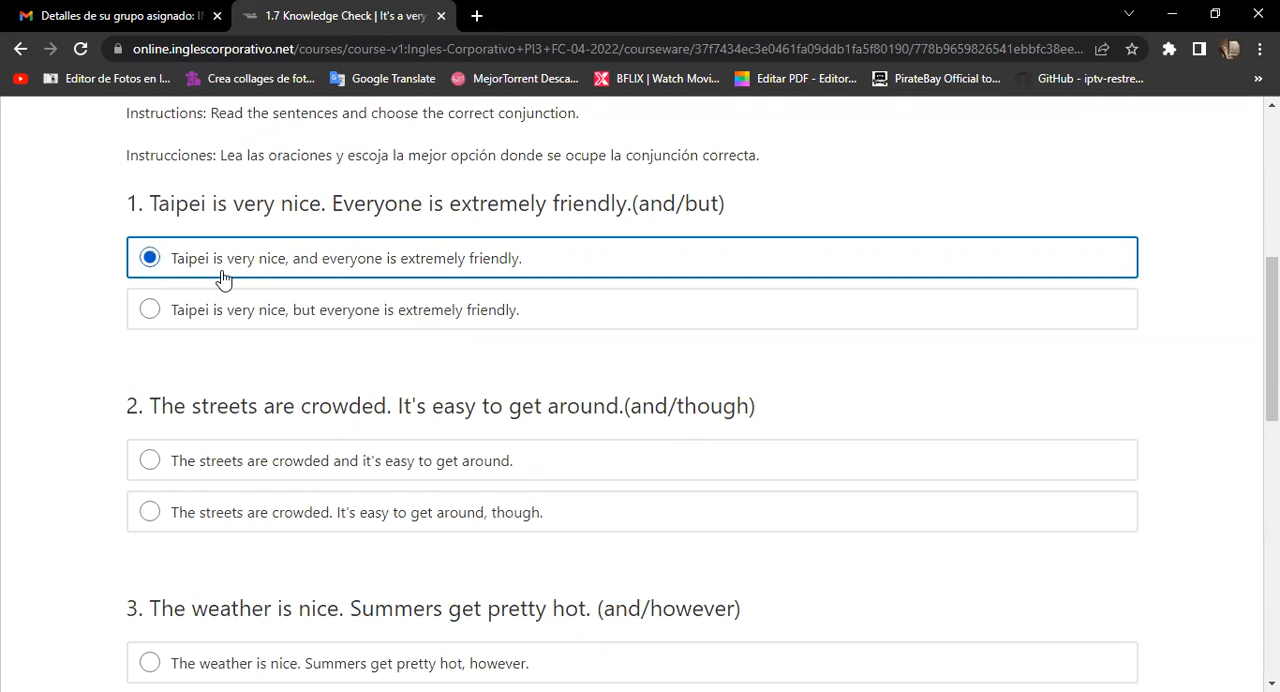 Detalles de su grupo asignado: I
1.7 Knowledge Check | It's a very
online.inglescorporativo.net/courses/course-v1:Ingles-Corporativo+PI3+FC-04-2022/courseware/37f7434ec3e0461fa09ddb1fa5f80190/778b9659826541ebbfc38ee...
Editor de Fotos en l...
Crea collages de fot...
Google Translate
MejorTorrent Desca...
BFLIX | Watch Movi...
Editar PDF - Editor...
PirateBay Official to...
GitHub - iptv-restre...
Instructions: Read the sentences and choose the correct conjunction.
Instrucciones: Lea las oraciones y escoja la mejor opción donde se ocupe la conjunción correcta.
1. Taipei is very nice. Everyone is extremely friendly.(and/but)
Taipei is very nice, and everyone is extremely friendly.
Taipei is very nice, but everyone is extremely friendly.
2. The streets are crowded. It's easy to get around.(and/though)
The streets are crowded and it's easy to get around.
The streets are crowded. It's easy to get around, though.
3. The weather is nice. Summers get pretty hot. (and/however)
The weather is nice. Summers get pretty hot, however.